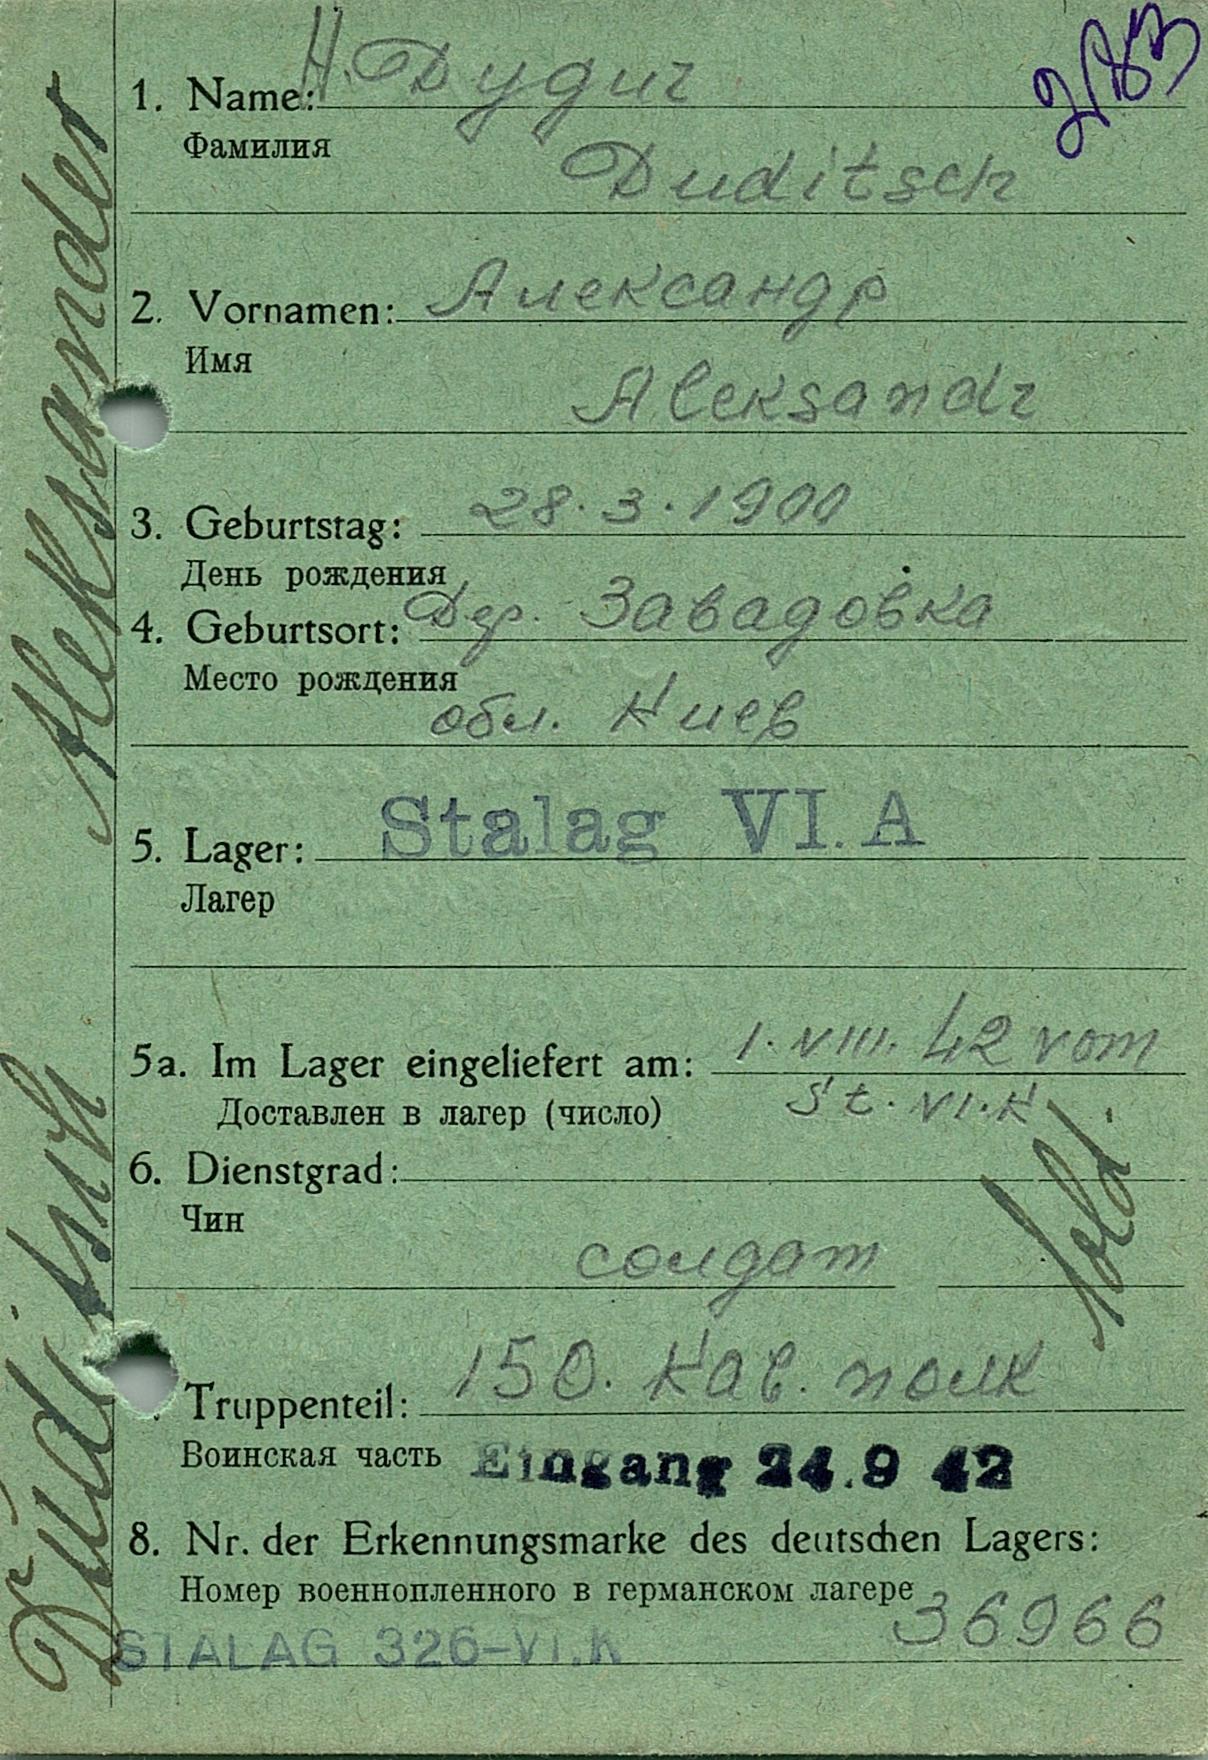 1. Name: Н. Дудич
Фамилия
Duditsch
2. Vornamen: Александр
Имя
Aleksandr
3. Geburtstag: 28.3.1900
День рождения
4. Geburtsort: Дер. Завадовка
Место рождения
обл. Киев
5. Lager: Stalag VI. A
Лагер
5a. Im Lager eingeliefert am: 1. VIII. 42 vom
Доставлен в лагер (число) St. VI. K
6. Dienstgrad:
Чин
солдат Sold.
Truppenteil: 150. Кав. полк
Воинская часть Eingang 24.9 42
8. Nr. der Erkennungsmarke des deutschen Lagers:
Номер военнопленного в германском лагере
36966
STALAG 326-VI.K
Duditsch Aleksander